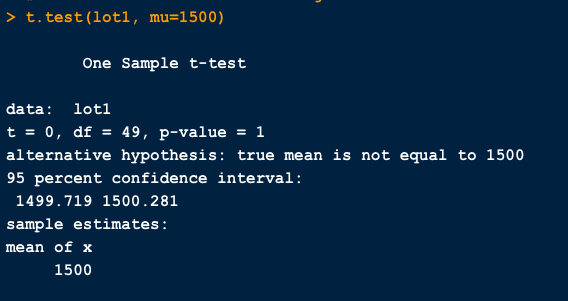 > t.test(lot1, mu=1500)
One Sample t-test
data:  lot1
t = 0, df = 49, p-value = 1
alternative hypothesis: true mean is not equal to 1500
95 percent confidence interval:
 1499.719 1500.281
sample estimates:
mean of x
     1500